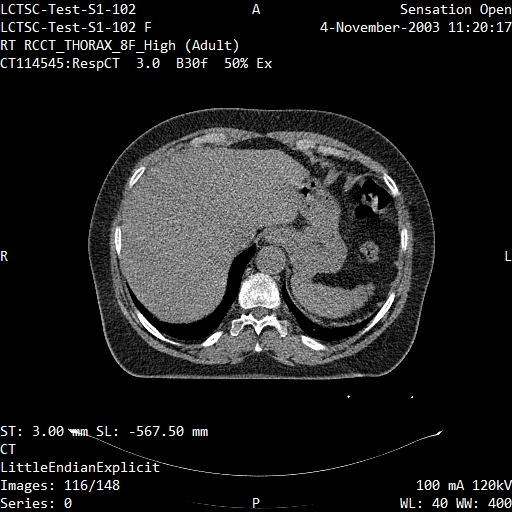 LCTSC-Test-S1-102 A Sensation Open
LCTSC-Test-S1-102 F 4-November-2003 11:20:17
RT RCCT_THORAX_8F_High (Adult)
CT114545:RespCT 3.0 B30f 50% Ex
R L
ST: 3.00 mm SL: -567.50 mm
CT
LittleEndianExplicit
Images: 116/148 100 mA 120kV
Series: 0 P WL: 40 WW: 400